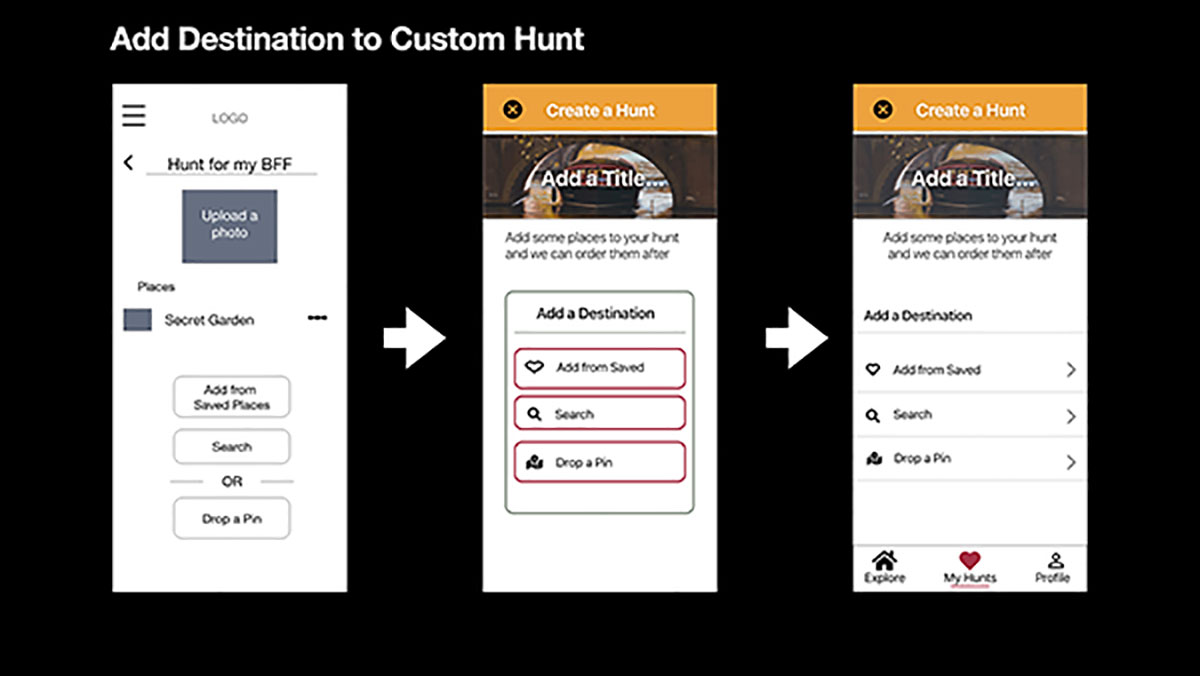 Add Destination to Custom Hunt
LOGO
Hunt for my BFF
Upload a
photo
Places
Secret Garden
Add from
Saved Places
Search
OR
Drop a Pin
Create a Hunt
Add a Title...
Add some places to your hunt
and we can order them after
Add a Destination
Add from Saved
Search
Drop a Pin
Create a Hunt
Add a Title...
Add some places to your hunt
and we can order them after
Add a Destination
Add from Saved
Search
Drop a Pin
Explore
My Hunts
Profile